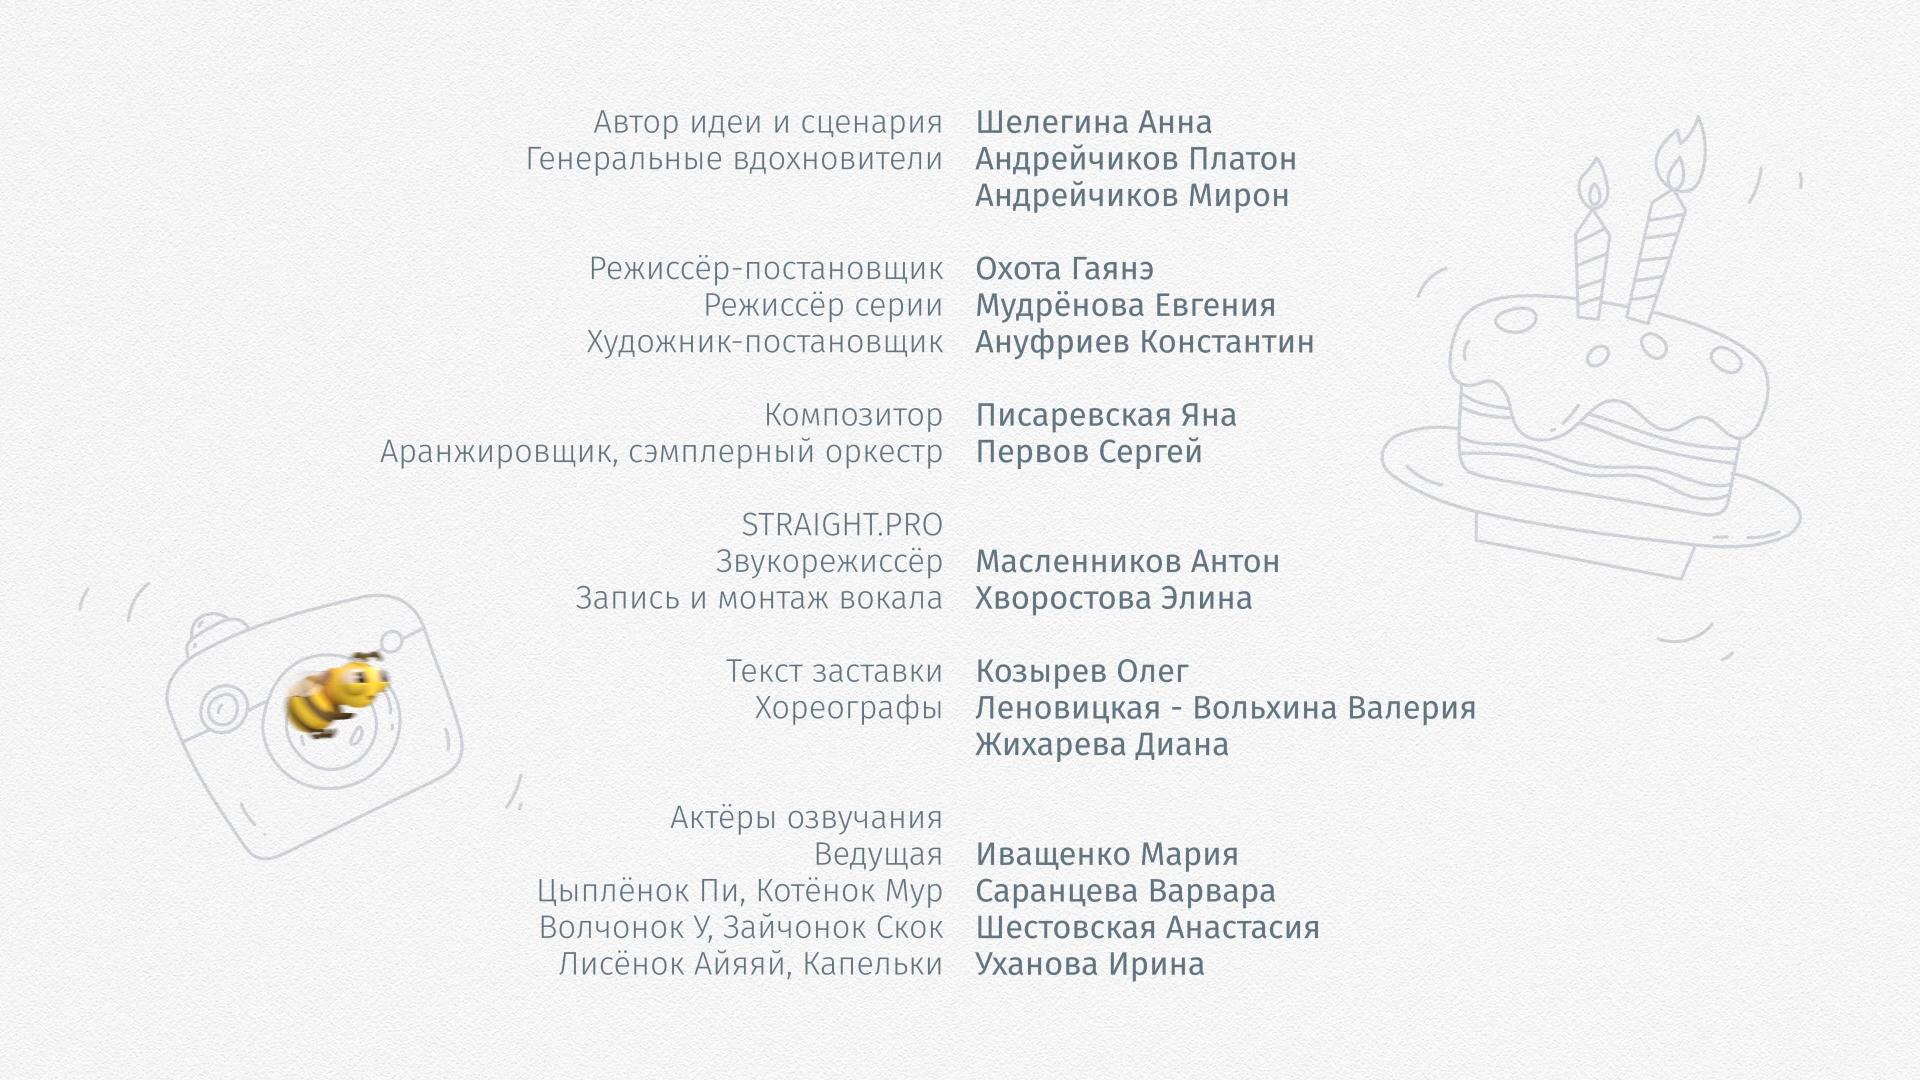 Автор идеи и сценария Шелегина Анна
Генеральные вдохновители Андрейчиков Платон
Андрейчиков Мирон
Режиссёр-постановщик Охота Гаянэ
Режиссёр серии Мудрёнова Евгения
Художник-постановщик Ануфриев Константин
Композитор Писаревская Яна
Аранжировщик, сэмплерный оркестр Первов Сергей
STRAIGHT.PRO
Звукорежиссёр Масленников Антон
Запись и монтаж вокала Хворостова Элина
Текст заставки Козырев Олег
Хореографы Леновицкая - Вольхина Валерия
Жихарева Диана
Актёры озвучания
Ведущая Иващенко Мария
Цыплёнок Пи, Котёнок Мур Саранцева Варвара
Волчонок У, Зайчонок Скок Шестовская Анастасия
Лисёнок Айяяй, Капельки Уханова Ирина